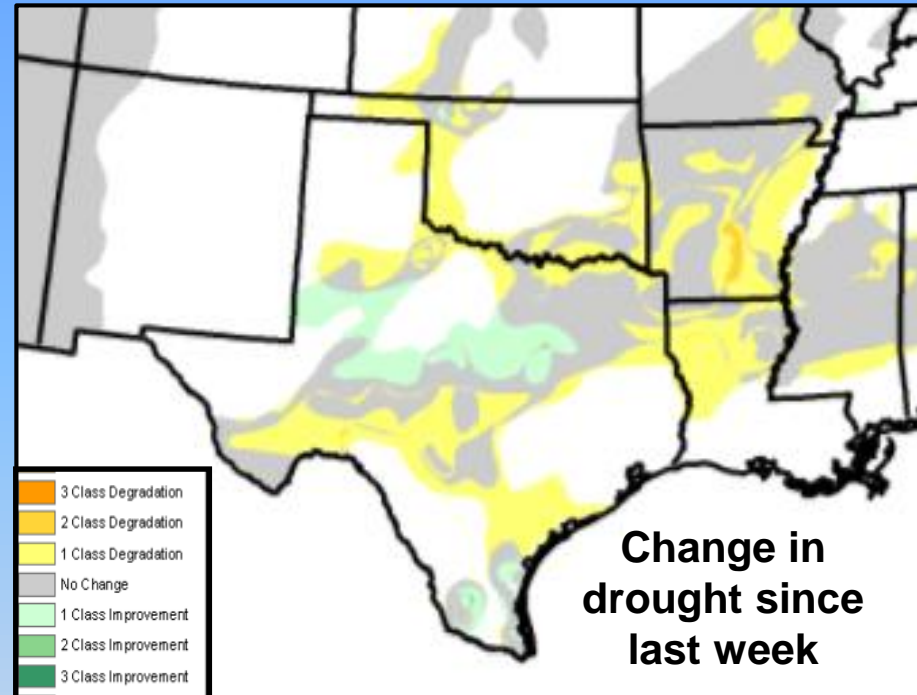 3 Class Degradation
2 Class Degradation
1 Class Degradation
No Change
1 Class Improvement
2 Class Improvement
3 Class Improvement
Change in
drought since
last week